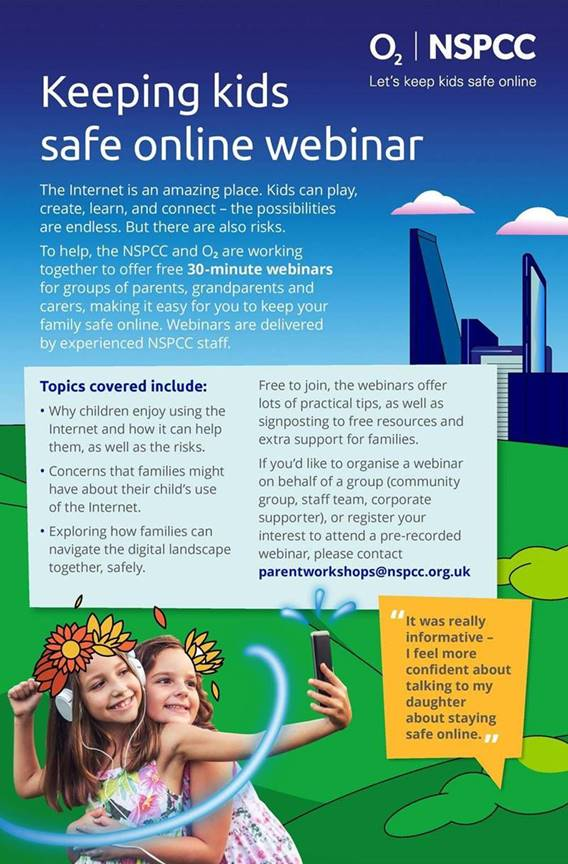 O2 | NSPCC
Let's keep kids safe online
Keeping kids
safe online webinar
The Internet is an amazing place. Kids can play,
create, learn, and connect – the possibilities
are endless. But there are also risks.
To help, the NSPCC and O2 are working
together to offer free 30-minute webinars
for groups of parents, grandparents and
carers, making it easy for you to keep your
family safe online. Webinars are delivered
by experienced NSPCC staff.
Topics covered include:
• Why children enjoy using the
Internet and how it can help
them, as well as the risks.
• Concerns that families might
have about their child's use
of the Internet.
• Exploring how families can
navigate the digital landscape
together, safely.
Free to join, the webinars offer
lots of practical tips, as well as
signposting to free resources and
extra support for families.
If you'd like to organise a webinar
on behalf of a group (community
group, staff team, corporate
supporter), or register your
interest to attend a pre-recorded
webinar, please contact
parentworkshops@nspcc.org.uk
“It was really
informative –
I feel more
confident about
talking to my
daughter
about staying
safe online.”